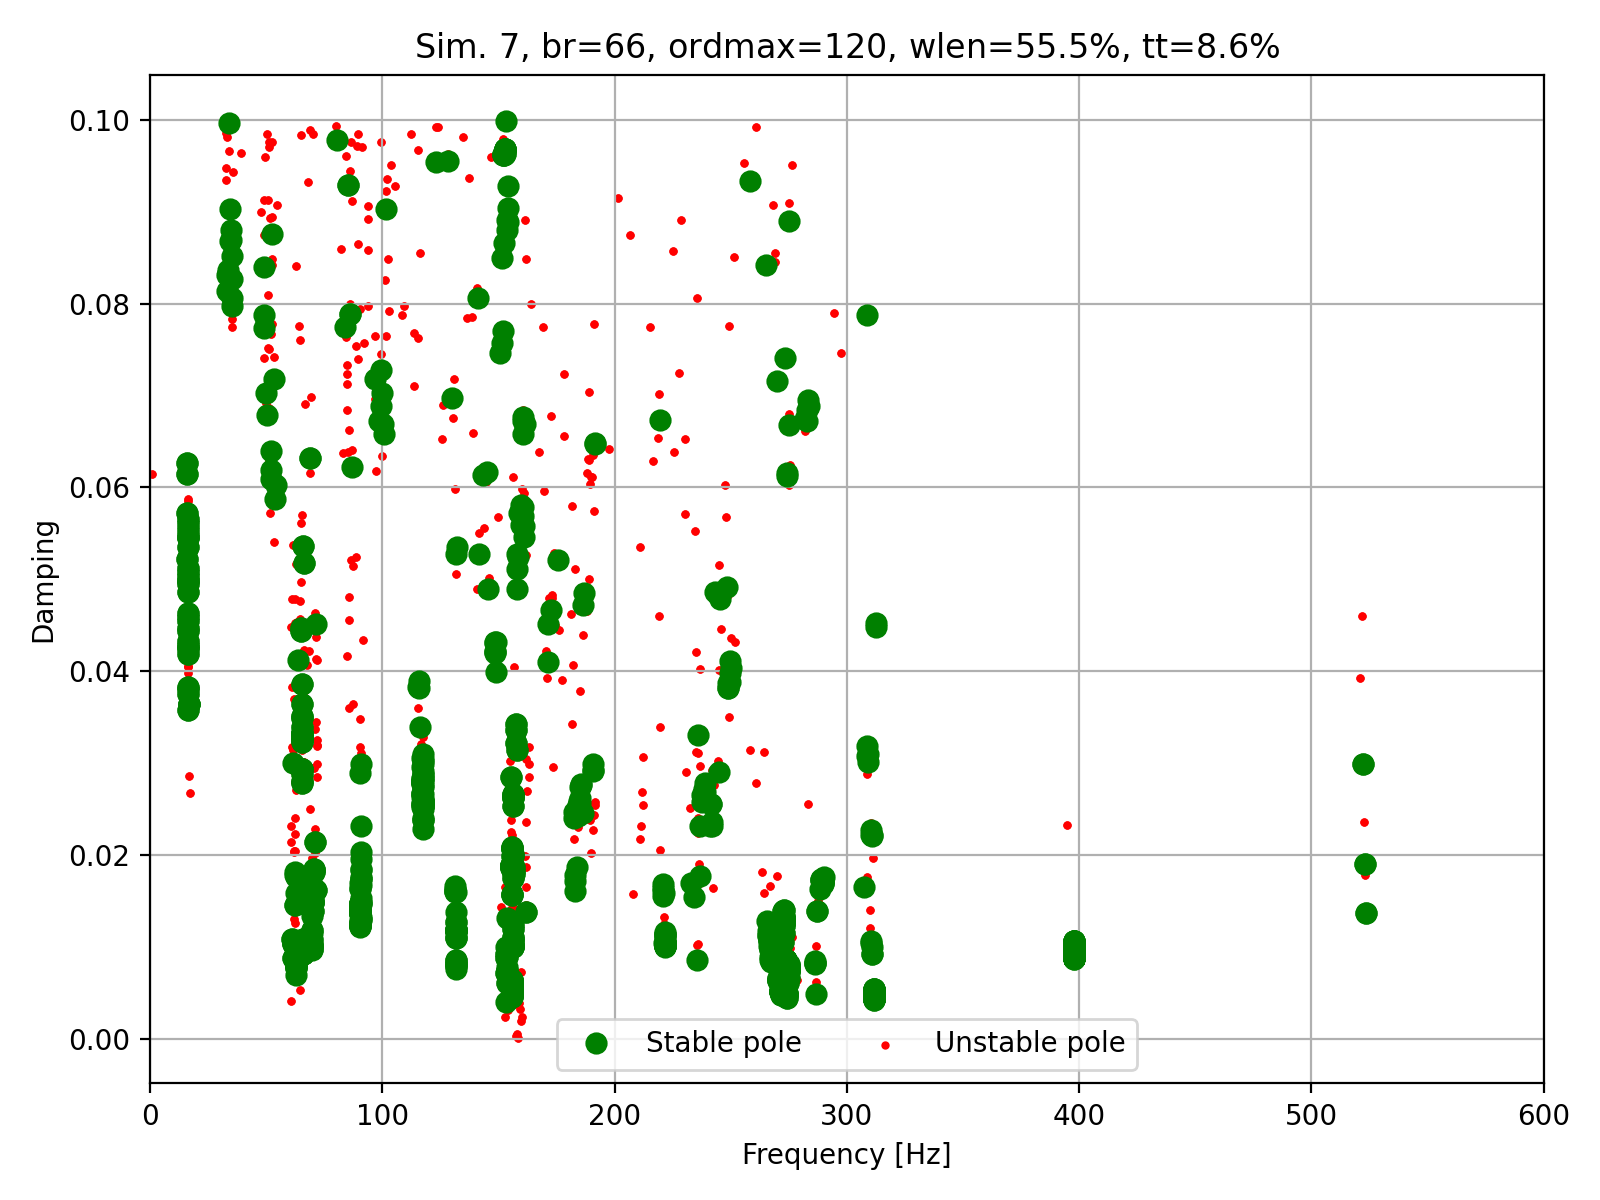 Sim. 7, br=66, ordmax=120, wlen=55.5%, tt=8.6%
0.10
0.08
0.06
0.04
0.02
0.00
Damping
Stable pole
Unstable pole
0
100
200
300
400
500
600
Frequency [Hz]